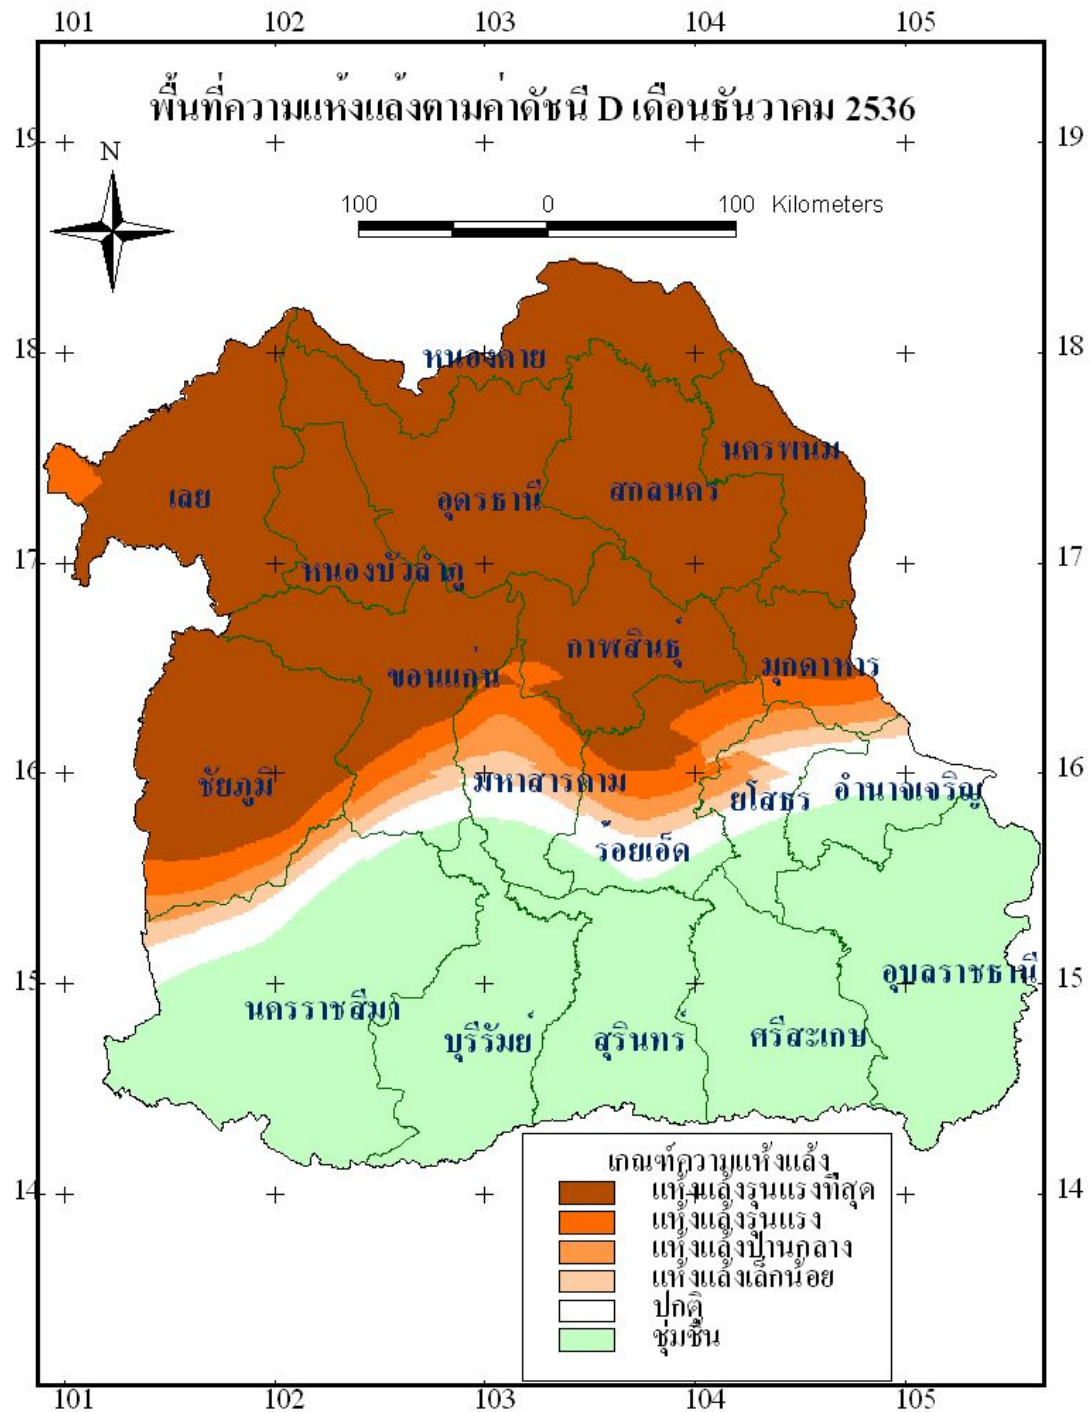 101 102 103 104 105
พื้นที่ความแห้งแล้งตามค่าดัชนี D เดือนธันวาคม 2536
19 19
N
100 0 100 Kilometers
18 18
หนองคาย
นครพนม
เลย อุดรธานี สกลนคร
17 17
หนองบัวลำภู
กาฬสินธุ์
ขอนแก่น มุกดาหาร
16 16
ชัยภูมิ มหาสารคาม ยโสธร อำนาจเจริญ
ร้อยเอ็ด
15 15
อุบลราชธานี
นครราชสีมา บุรีรัมย์ สุรินทร์ ศรีสะเกษ
เกณฑ์ความแห้งแล้ง
14 14
แห้งแล้งรุนแรงที่สุด
แห้งแล้งรุนแรง
แห้งแล้งปานกลาง
แห้งแล้งเล็กน้อย
ปกติ
ชุ่มชื้น
101 102 103 104 105